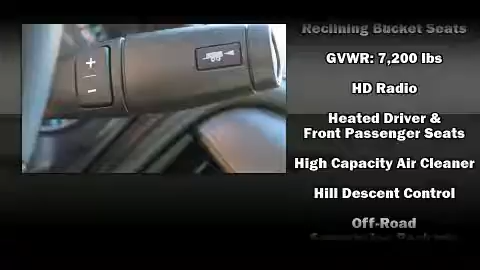 +
−
Reclining Bucket Seats
GVWR: 7,200 lbs
HD Radio
Heated Driver &
Front Passenger Seats
High Capacity Air Cleaner
Hill Descent Control
Off-Road